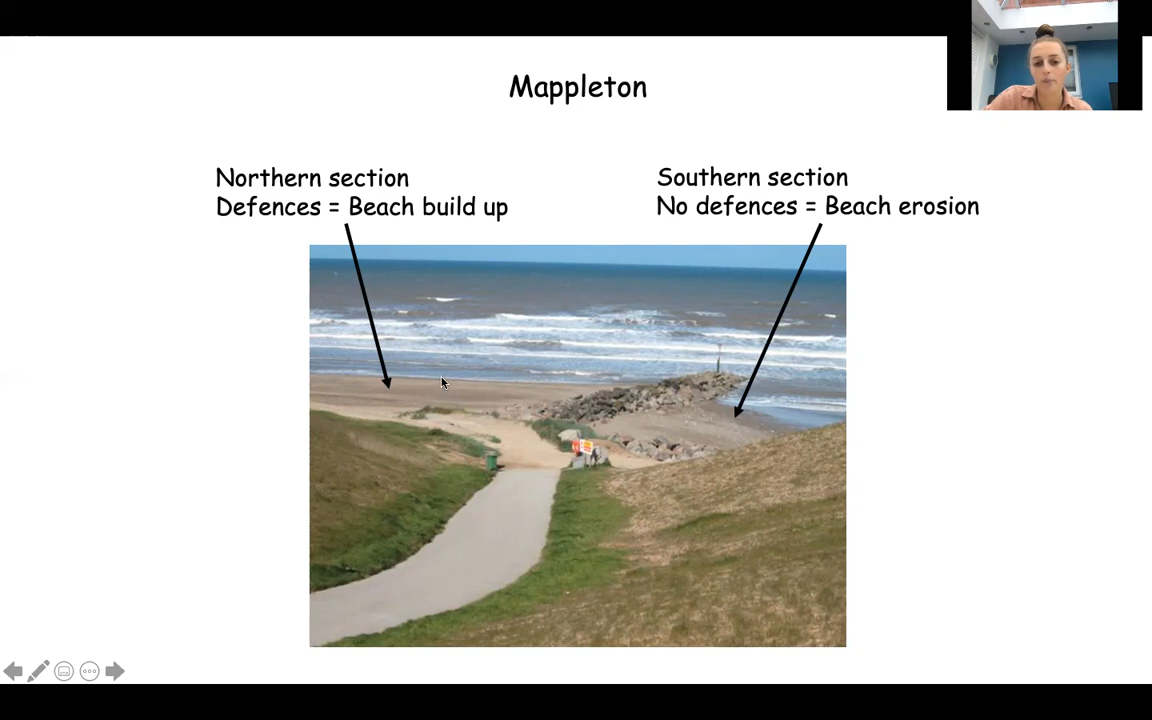 Mappleton
Northern section
Defences = Beach build up
Southern section
No defences = Beach erosion